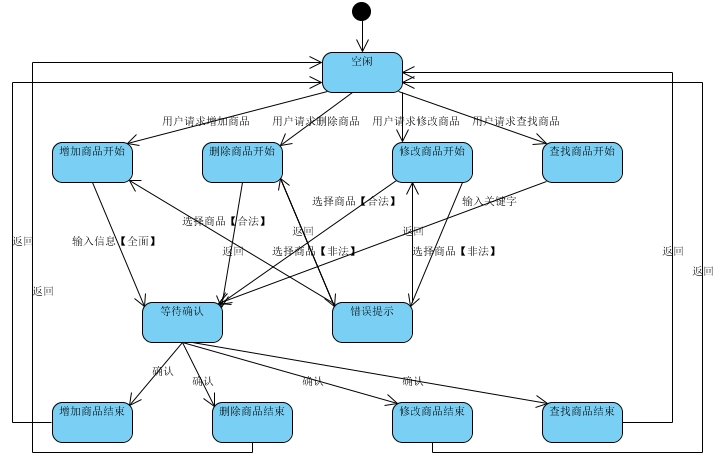 空闲
用户请求增加商品
用户请求删除商品
用户请求修改商品
用户请求查找商品
增加商品开始
删除商品开始
修改商品开始
查找商品开始
选择商品【合法】
输入关键字
选择商品【合法】
返回
返回
返回
输入信息【全面】
返回
选择商品【非法】
选择商品【非法】
返回
返回
返回
等待确认
错误提示
确认
确认
确认
确认
增加商品结束
删除商品结束
修改商品结束
查找商品结束